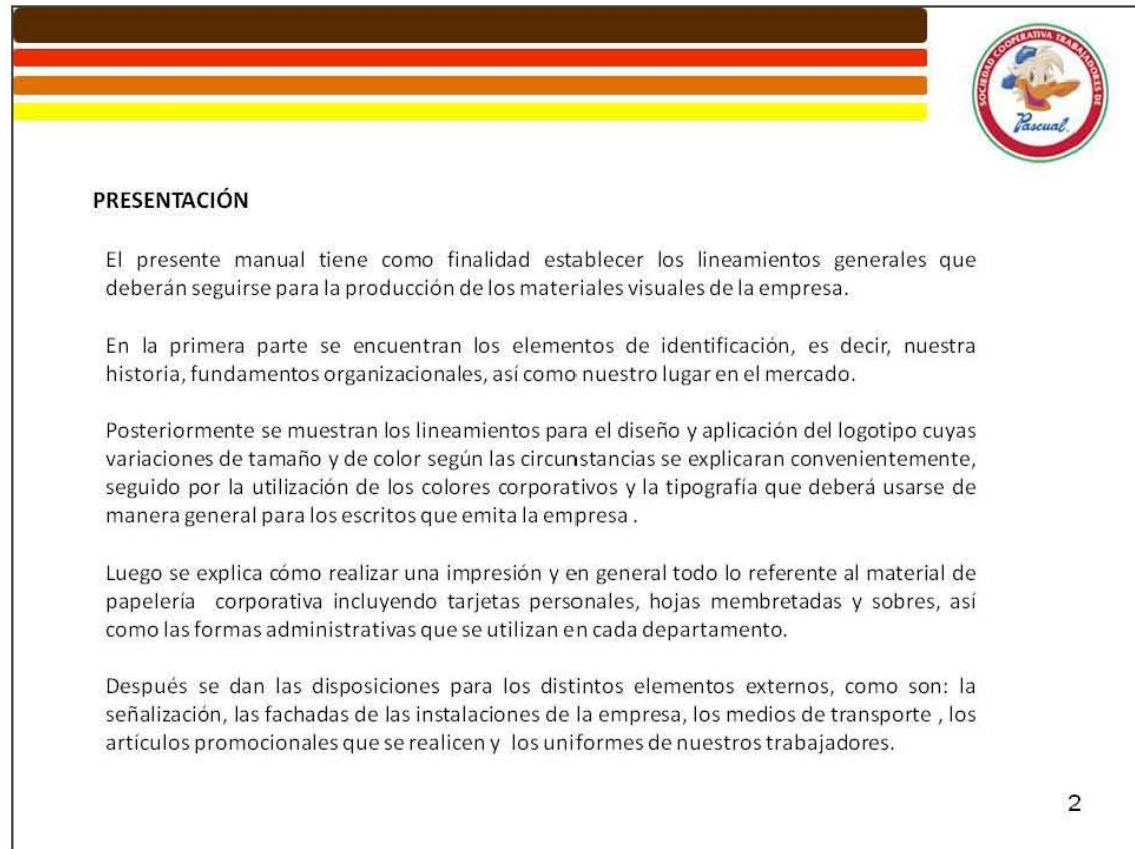 SOCIEDAD COOPERATIVA TRABAJADORES DE
Pascual.
PRESENTACIÓN
El presente manual tiene como finalidad establecer los lineamientos generales que
deberán seguirse para la producción de los materiales visuales de la empresa.
En la primera parte se encuentran los elementos de identificación, es decir, nuestra
historia, fundamentos organizacionales, así como nuestro lugar en el mercado.
Posteriormente se muestran los lineamientos para el diseño y aplicación del logotipo cuyas
variaciones de tamaño y de color según las circunstancias se explicaran convenientemente,
seguido por la utilización de los colores corporativos y la tipografía que deberá usarse de
manera general para los escritos que emita la empresa .
Luego se explica cómo realizar una impresión y en general todo lo referente al material de
papelería corporativa incluyendo tarjetas personales, hojas membretadas y sobres, así
como las formas administrativas que se utilizan en cada departamento.
Después se dan las disposiciones para los distintos elementos externos, como son: la
señalización, las fachadas de las instalaciones de la empresa, los medios de transporte , los
artículos promocionales que se realicen y los uniformes de nuestros trabajadores.
2